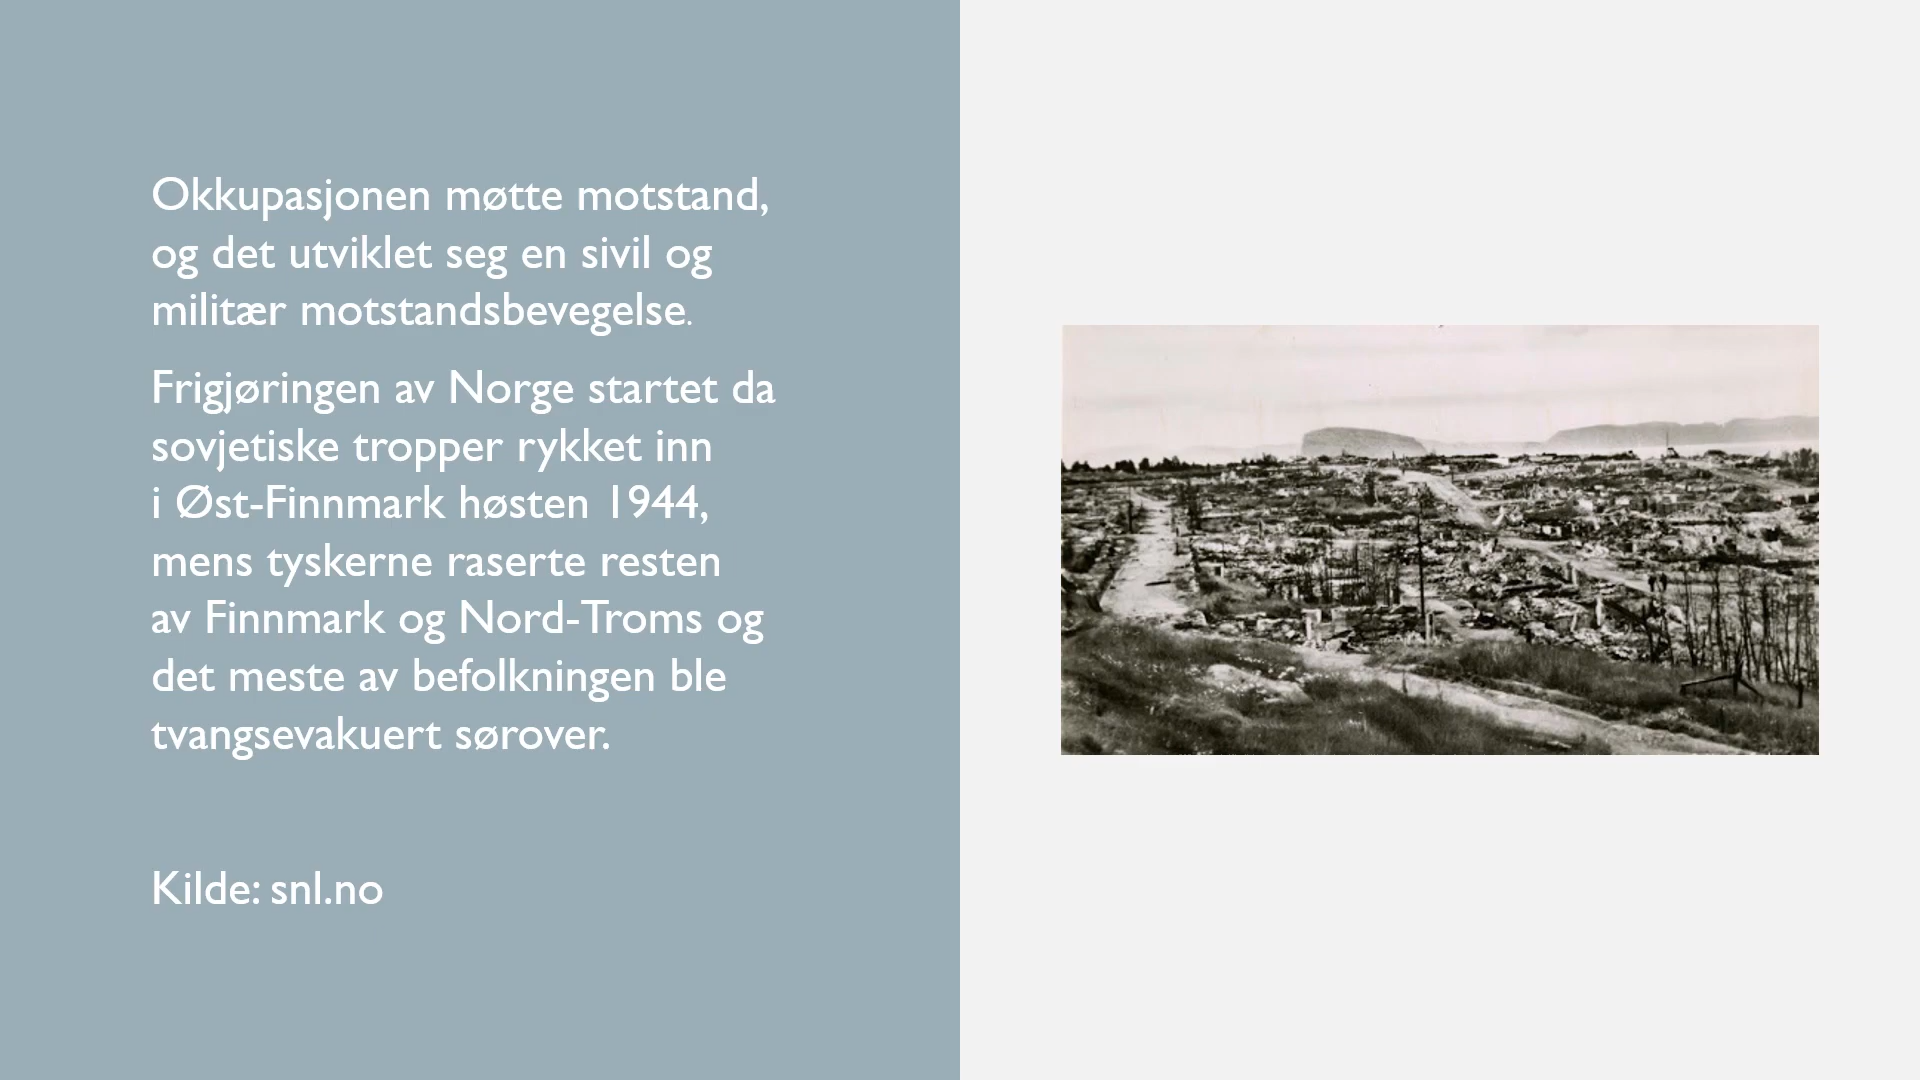 Okkupasjonen møtte motstand,
og det utviklet seg en sivil og
militær motstandsbevegelse.
Frigjøringen av Norge startet da
sovjetiske tropper rykket inn
i Øst-Finnmark høsten 1944,
mens tyskerne raserte resten
av Finnmark og Nord-Troms og
det meste av befolkningen ble
tvangsevakuert sørover.
Kilde: snl.no